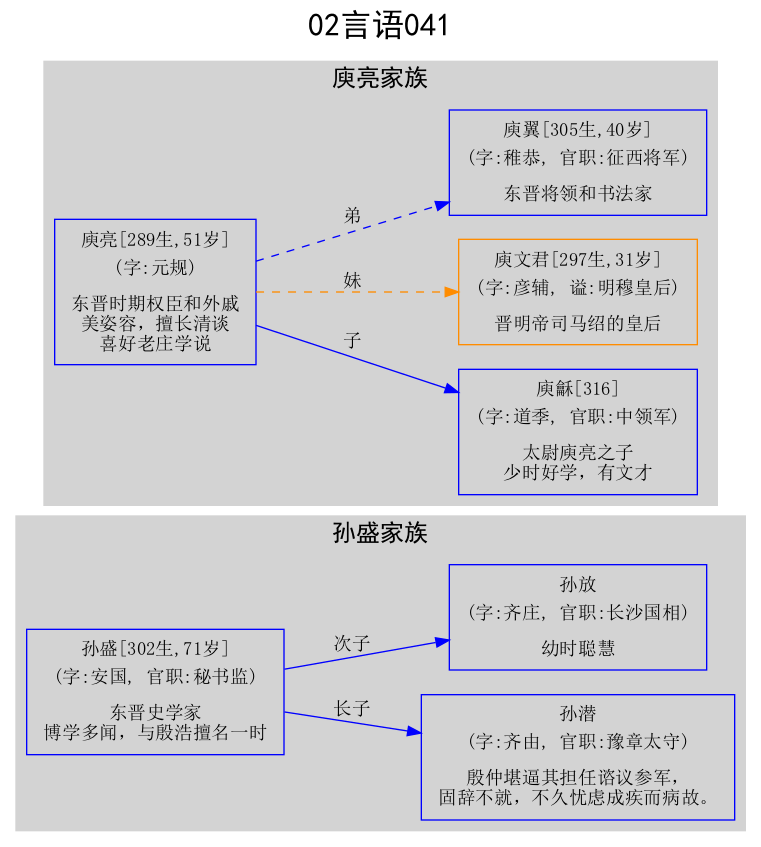 02言语041
庾亮家族
庾翼[305生,40岁]
(字:稚恭, 官职:征西将军)
东晋将领和书法家
弟
庾亮[289生,51岁]
(字:元规)
东晋时期权臣和外戚
美姿容，擅长清谈
喜好老庄学说
妹
庾文君[297生,31岁]
(字:彦辅, 谥:明穆皇后)
晋明帝司马绍的皇后
子
庾龢[316]
(字:道季, 官职:中领军)
太尉庾亮之子
少时好学，有文才
孙盛家族
孙放
(字:齐庄, 官职:长沙国相)
幼时聪慧
次子
孙盛[302生,71岁]
(字:安国, 官职:秘书监)
东晋史学家
博学多闻，与殷浩擅名一时
长子
孙潜
(字:齐由, 官职:豫章太守)
殷仲堪逼其担任谘议参军，
固辞不就，不久忧虑成疾而病故。